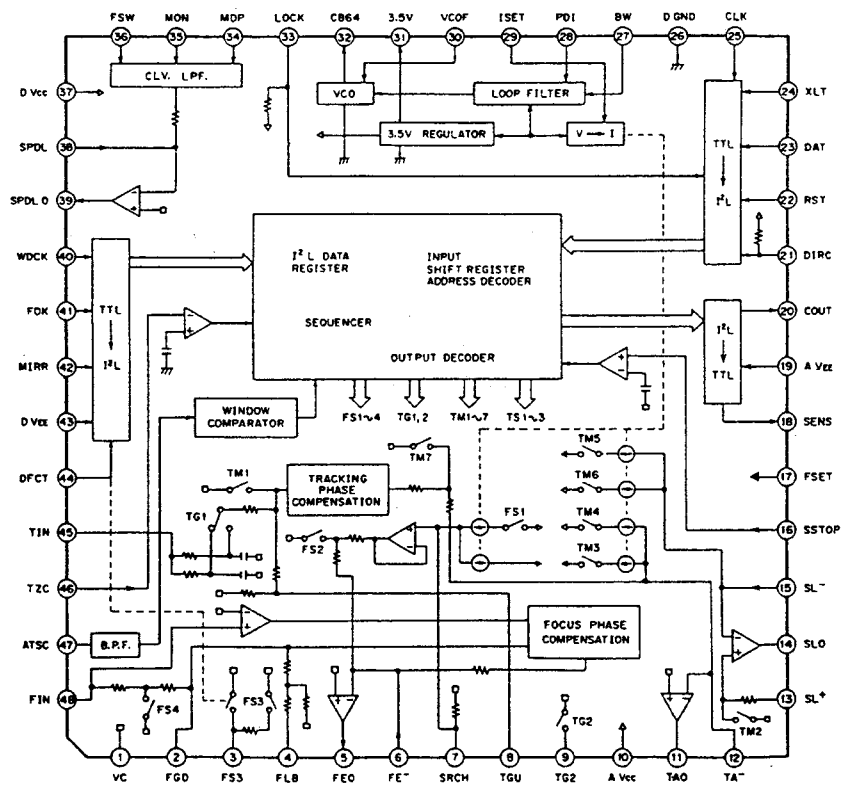 FSW MON MDP LOCK CB64 3.5V VCOF ISET PDI BW D GND CLK
36 35 34 33 32 31 30 29 28 27 26 25
CLV. LPF.
D Vcc 37
VCO
LOOP FILTER
24 XLT
3.5V REGULATOR
V → I
SPDL 38
TTL
↓
I²L
23 DAT
SPDL O 39
22 RST
WDCK 40
21 DIRC
I²L DATA
REGISTER
INPUT
SHIFT REGISTER
ADDRESS DECODER
FOK 41
TTL
↓
I²L
SEQUENCER
I²L
↓
TTL
20 COUT
MIRR 42
OUTPUT DECODER
19 A VEE
D VEE 43
WINDOW
COMPARATOR
FS1~4 TG1, 2 TM1~7 TS1~3
18 SENS
DFCT 44
TM1
TRACKING
PHASE
COMPENSATION
TM7
TM5
TM6
17 FSET
TIN 45
TG1
FS2
FS1
TM4
TM3
16 SSTOP
TZC 46
15 SL⁻
ATSC 47
B.P.F.
FOCUS PHASE
COMPENSATION
14 SLO
FIN 48
FS4
FS3
TG2
TM2
13 SL⁺
1 2 3 4 5 6 7 8 9 10 11 12
VC FGD FS3 FLB FEO FE⁻ SRCH TGU TG2 A Vcc TAO TA⁻